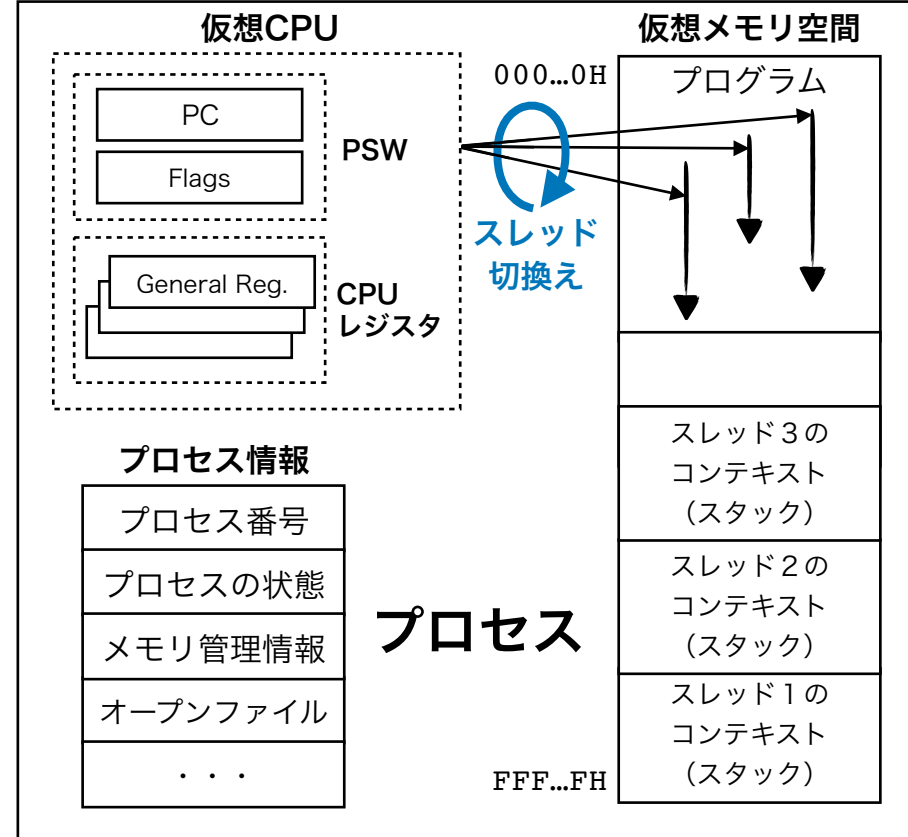 仮想CPU
PC
Flags
PSW
General Reg.
CPU
レジスタ
スレッド
切換え
仮想メモリ空間
000…0H
プログラム
スレッド３の
コンテキスト
（スタック）
スレッド２の
コンテキスト
（スタック）
スレッド１の
コンテキスト
（スタック）
FFF…FH
プロセス情報
プロセス番号
プロセスの状態
メモリ管理情報
オープンファイル
・・・
プロセス